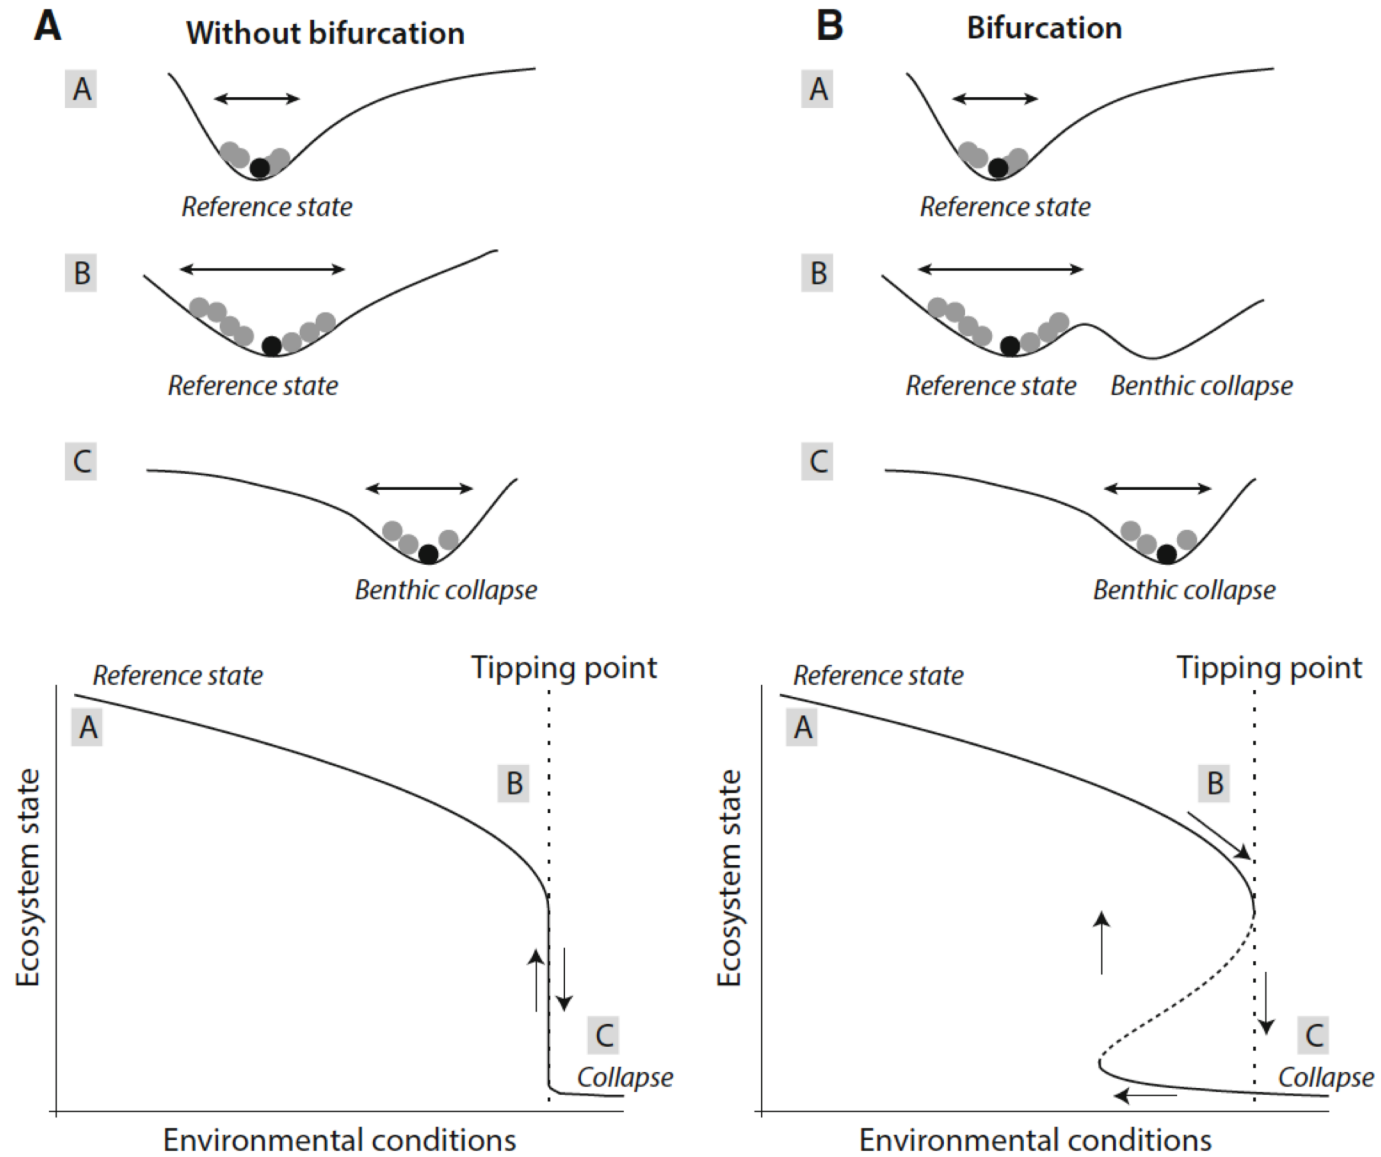 A
Without bifurcation
A
Reference state
B
Reference state
C
Benthic collapse
Reference state
Tipping point
A
B
C
Collapse
Ecosystem state
Environmental conditions
B
Bifurcation
A
Reference state
B
Reference state
Benthic collapse
C
Benthic collapse
Reference state
Tipping point
A
B
C
Collapse
Ecosystem state
Environmental conditions